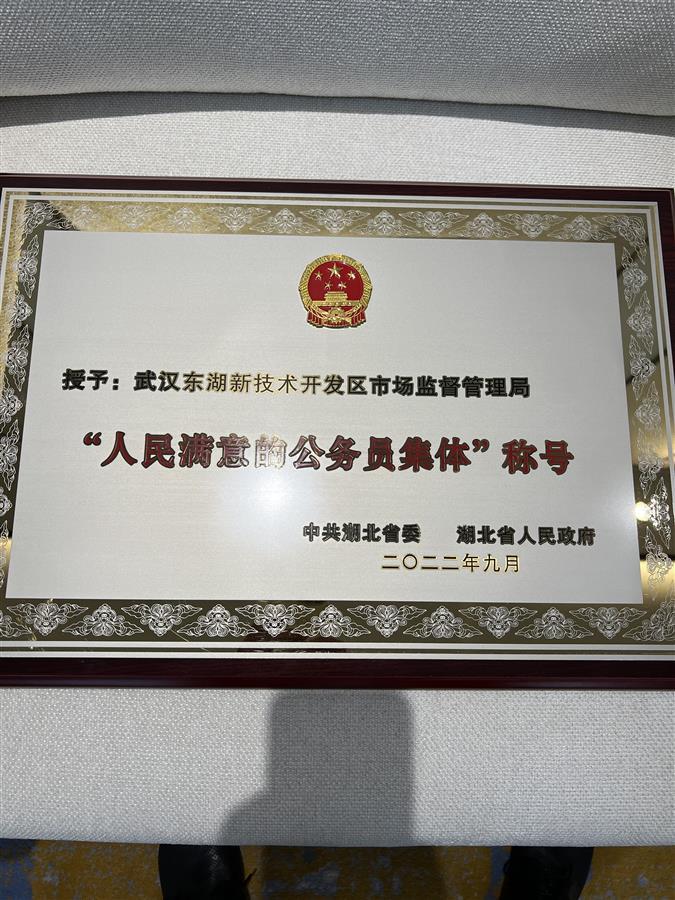 授予：武汉东湖新技术开发区市场监督管理局
“人民满意的公务员集体”称号
中共湖北省委 湖北省人民政府
二〇二二年九月